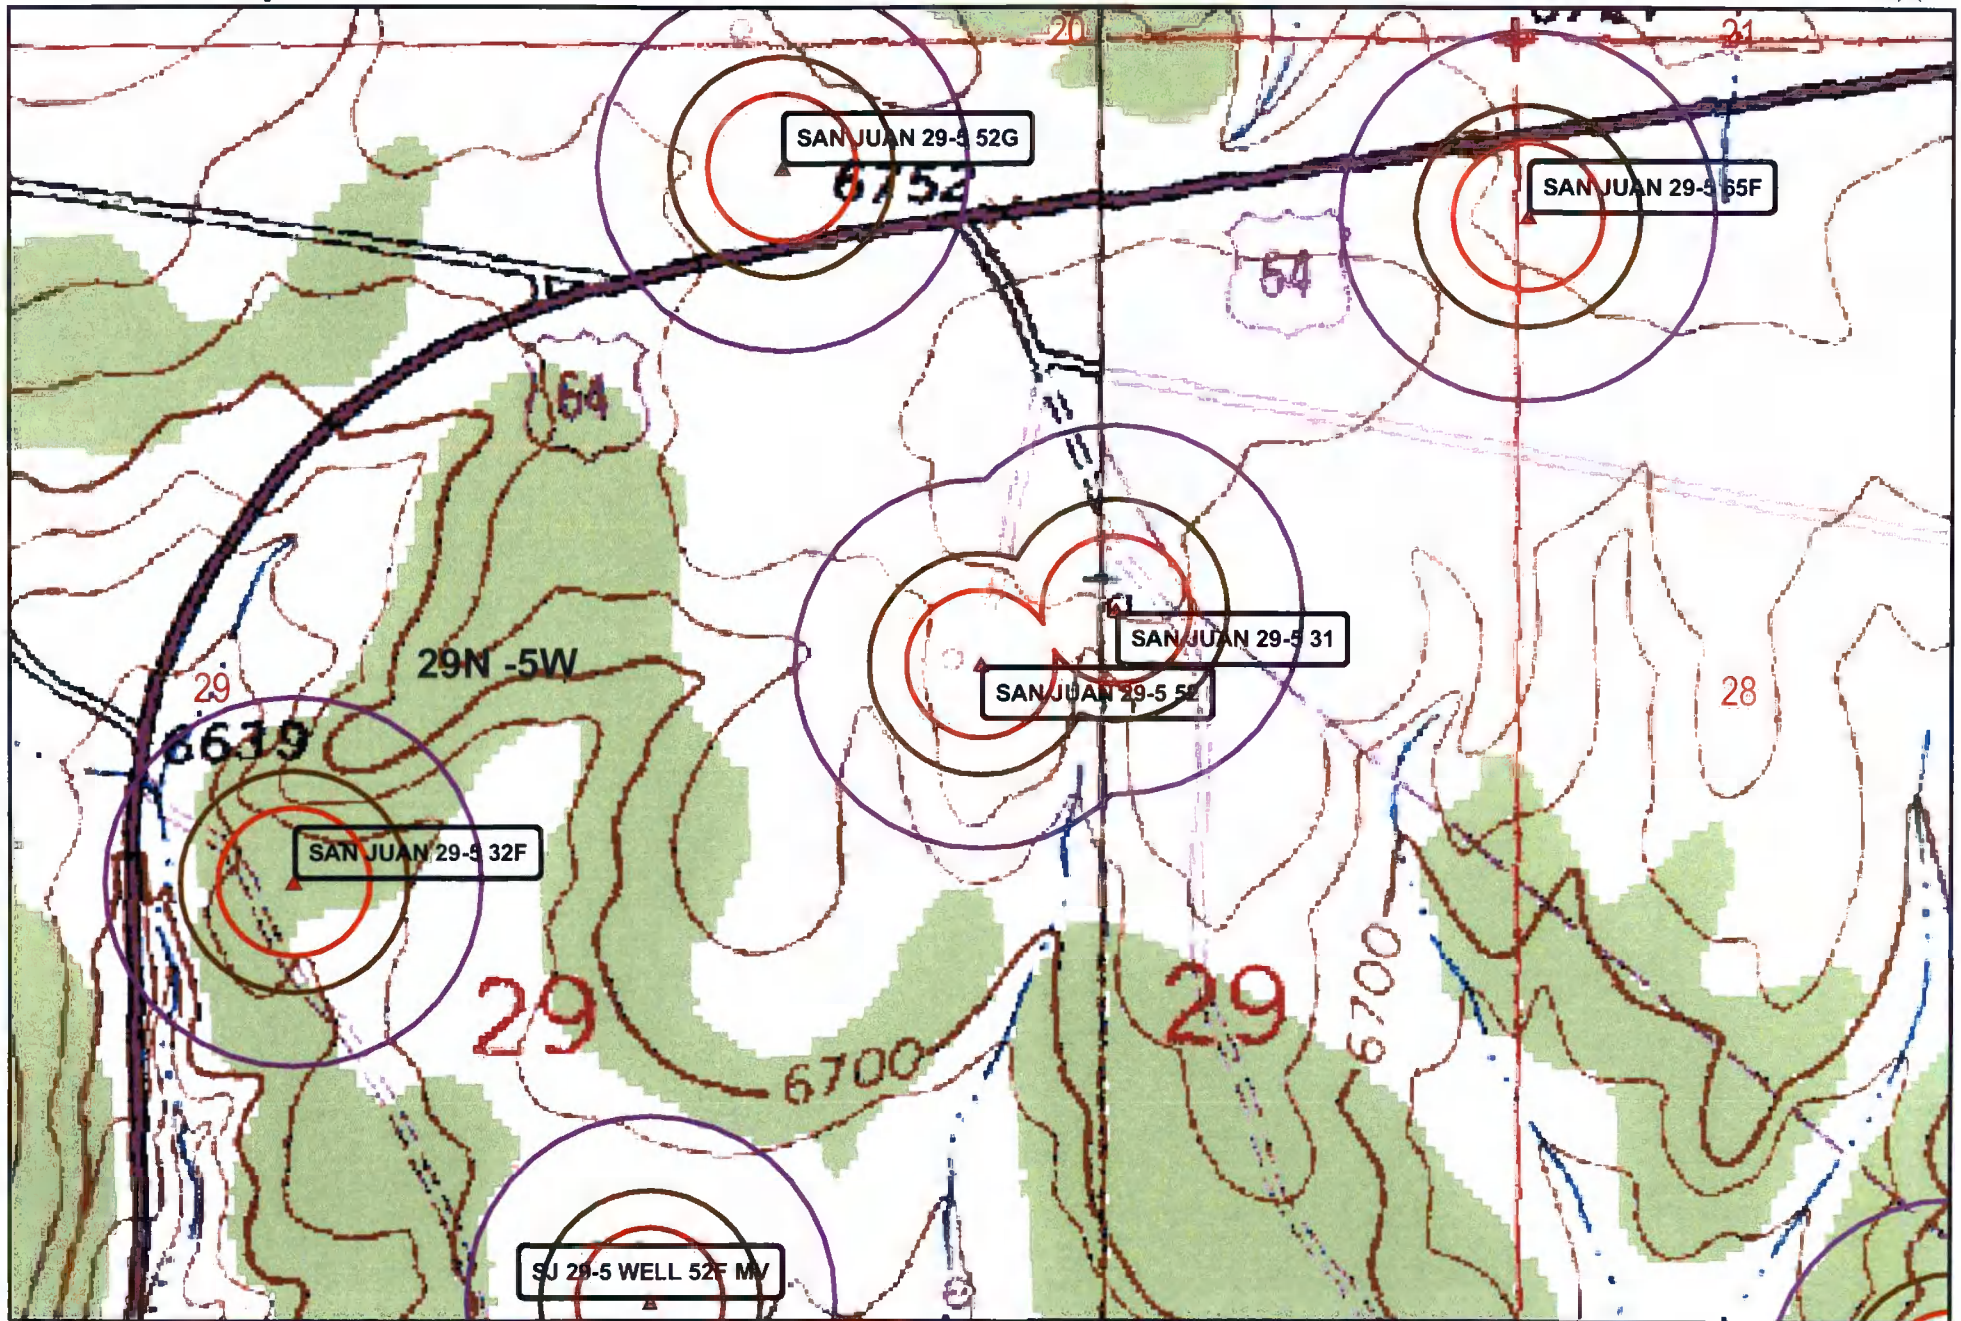 20
21
SAN JUAN 29-5 52G
6752
SAN JUAN 29-5 65F
64
64
SAN JUAN 29-5 31
29N -5W
SAN JUAN 29-5 52
29
28
6639
SAN JUAN 29-5 32F
29
29
6700
6700
SJ 29-5 WELL 52F MV